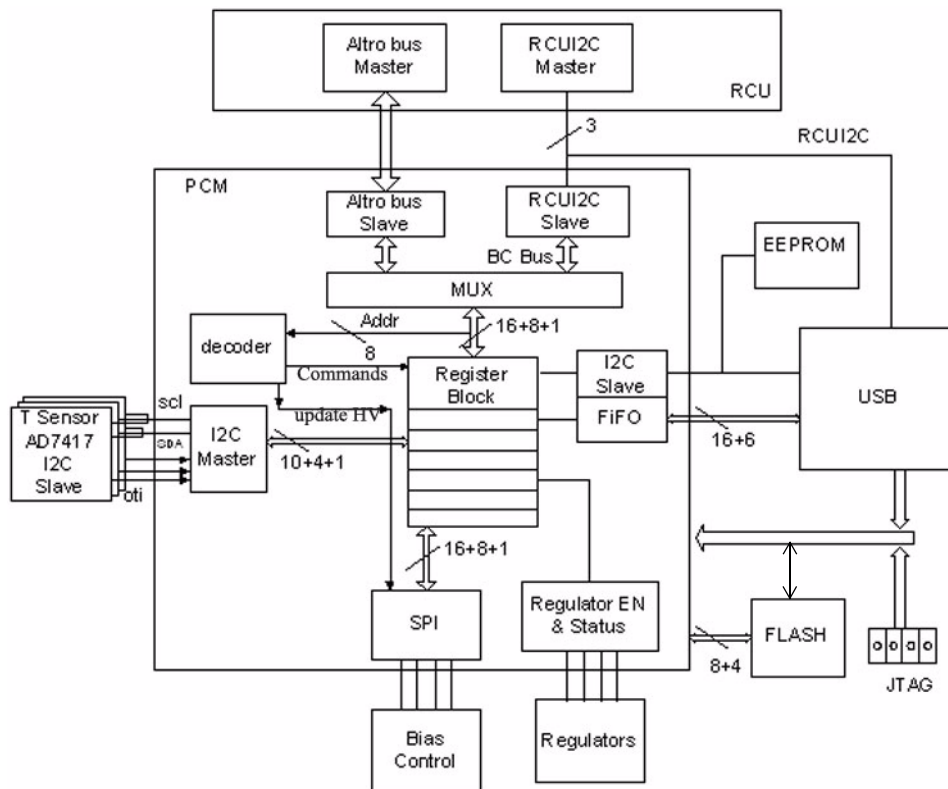 Altro bus
Master
RCUI2C
Master
RCU
3
RCUI2C
PCM
Altro bus
Slave
RCUI2C
Slave
BC Bus
EEPROM
MUX
Addr
16+8+1
8
decoder
Commands
Register
Block
I2C
Slave
FiFO
USB
update HV
scl
SDA
oti
T Sensor
AD7417
I2C
Slave
I2C
Master
10+4+1
16+6
16+8+1
SPI
Regulator EN
& Status
8+4
FLASH
JTAG
Bias
Control
Regulators